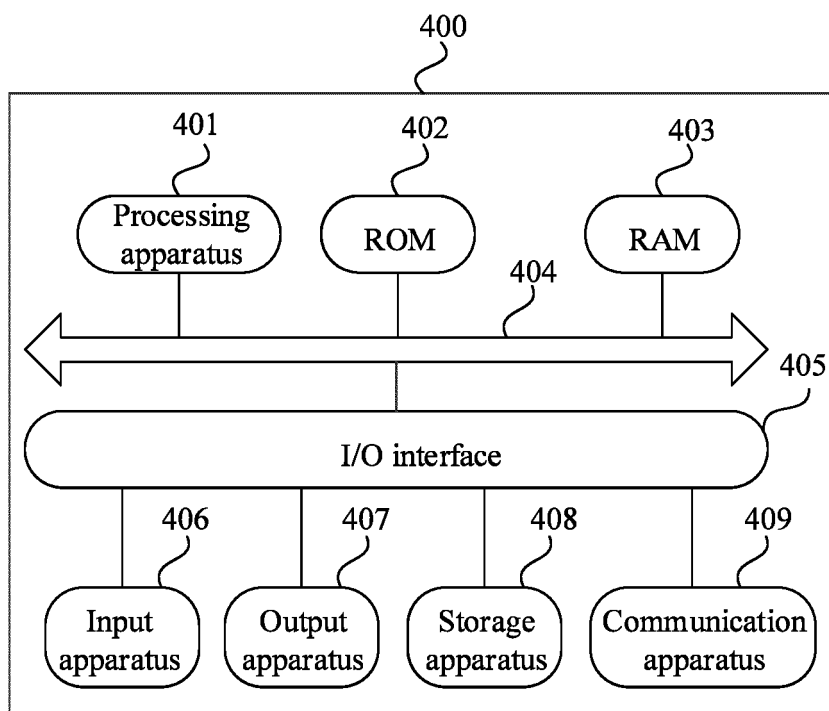 400
401
402
403
Processing
apparatus
ROM
RAM
404
405
I/O interface
406
407
408
409
Input
apparatus
Output
apparatus
Storage
apparatus
Communication
apparatus